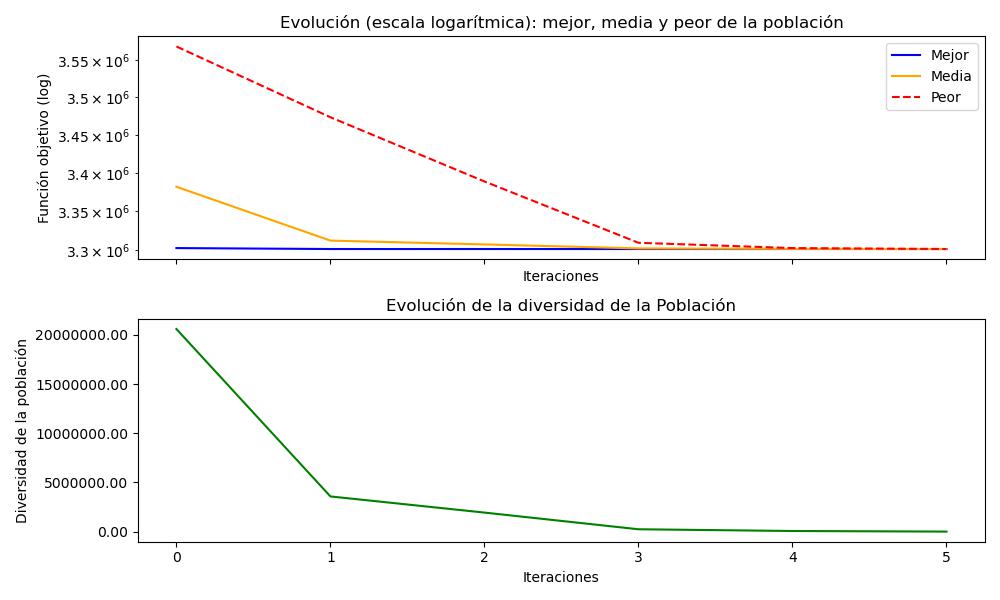 Evolución (escala logarítmica): mejor, media y peor de la población
Función objetivo (log)
3.55 × 10⁶
3.5 × 10⁶
3.45 × 10⁶
3.4 × 10⁶
3.35 × 10⁶
3.3 × 10⁶
Mejor
Media
Peor
Iteraciones
Evolución de la diversidad de la Población
Diversidad de la población
20000000.00
15000000.00
10000000.00
5000000.00
0.00
0 1 2 3 4 5
Iteraciones